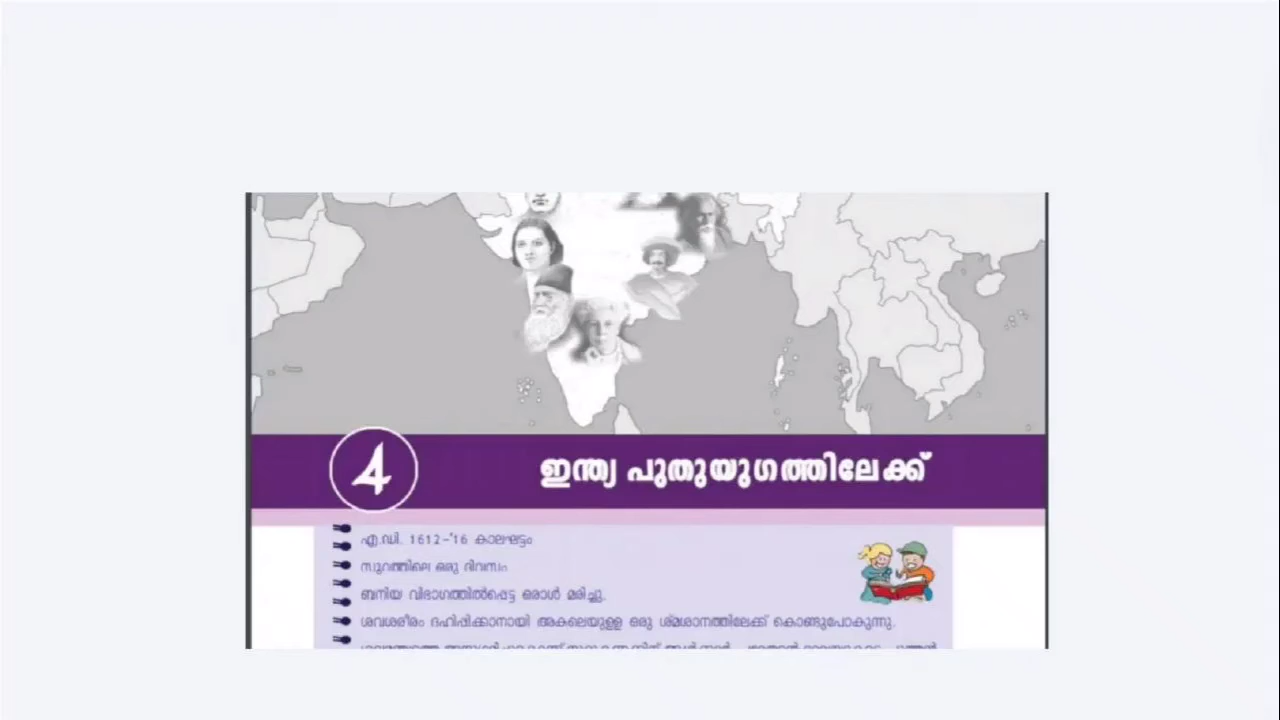 4
ഇന്ത്യ പുതുയുഗത്തിലേക്ക്
എ.ഡി. 1612-'16 കാലഘട്ടം
സൂറത്തിലെ ഒരു ദിവസം
ബനിയ വിഭാഗത്തിൽപ്പെട്ട ഒരാൾ മരിച്ചു.
ശവശരീരം ദഹിപ്പിക്കാനായി അകലെയുള്ള ഒരു ശ്മശാനത്തിലേക്ക് കൊണ്ടുപോകുന്നു.